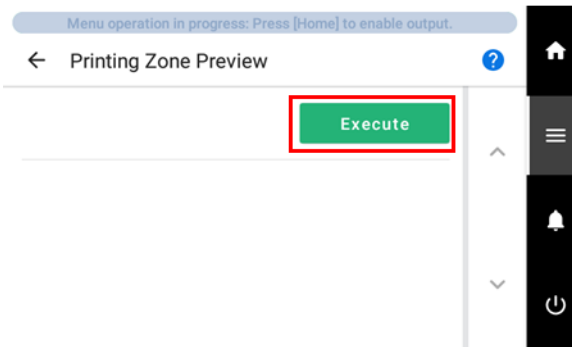 Menu operation in progress: Press [Home] to enable output.
Printing Zone Preview
?
Execute